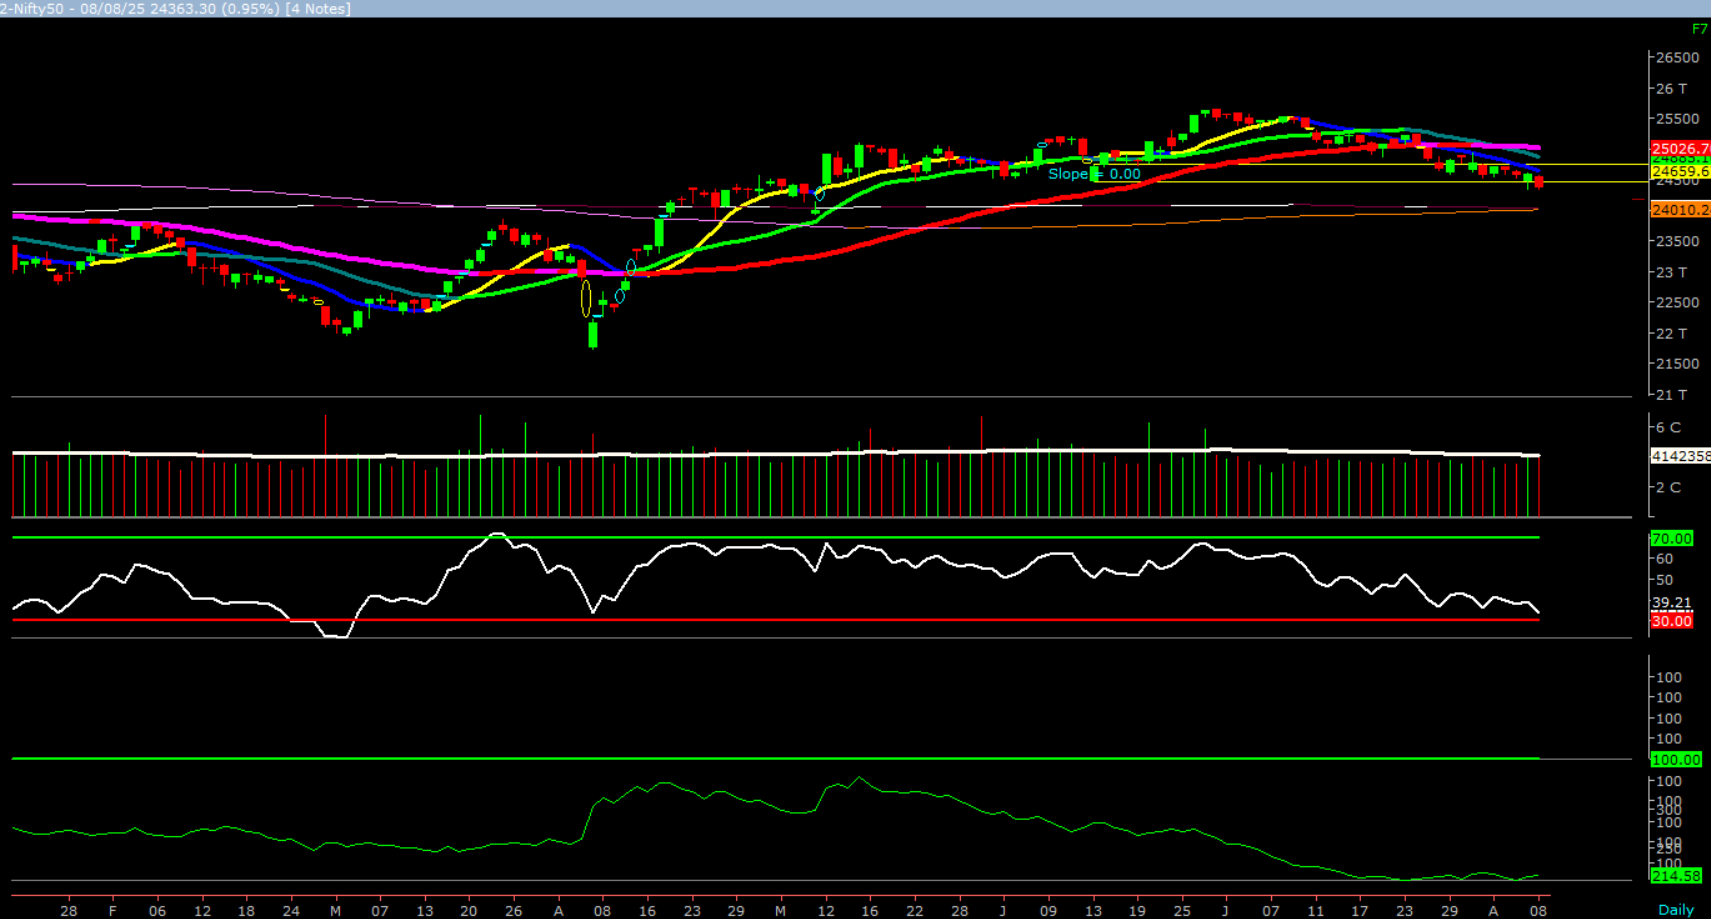 2-Nifty50 - 08/08/25 24363.30 (0.95%) [4 Notes]
F7
26500
26 T
25500
25026.7
24659.6
24500
24010.2
23500
23 T
22500
22 T
21500
21 T
Slope = 0.00
6 C
4142358
2 C
70.00
60
50
39.21
30.00
100
100
100
100
100.00
100
100
300
100
100
250
100
214.58
28 F 06 12 18 24 M 07 13 20 26 A 08 16 23 29 M 12 16 22 28 J 09 13 19 25 J 07 11 17 23 29 A 08
Daily